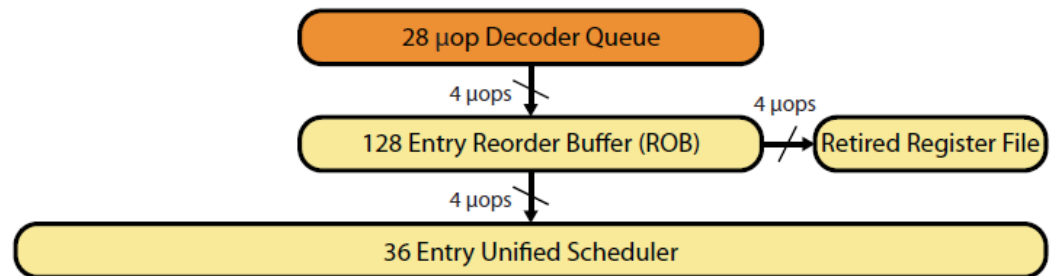 28 µop Decoder Queue
4 µops
4 µops
128 Entry Reorder Buffer (ROB)
Retired Register File
4 µops
36 Entry Unified Scheduler